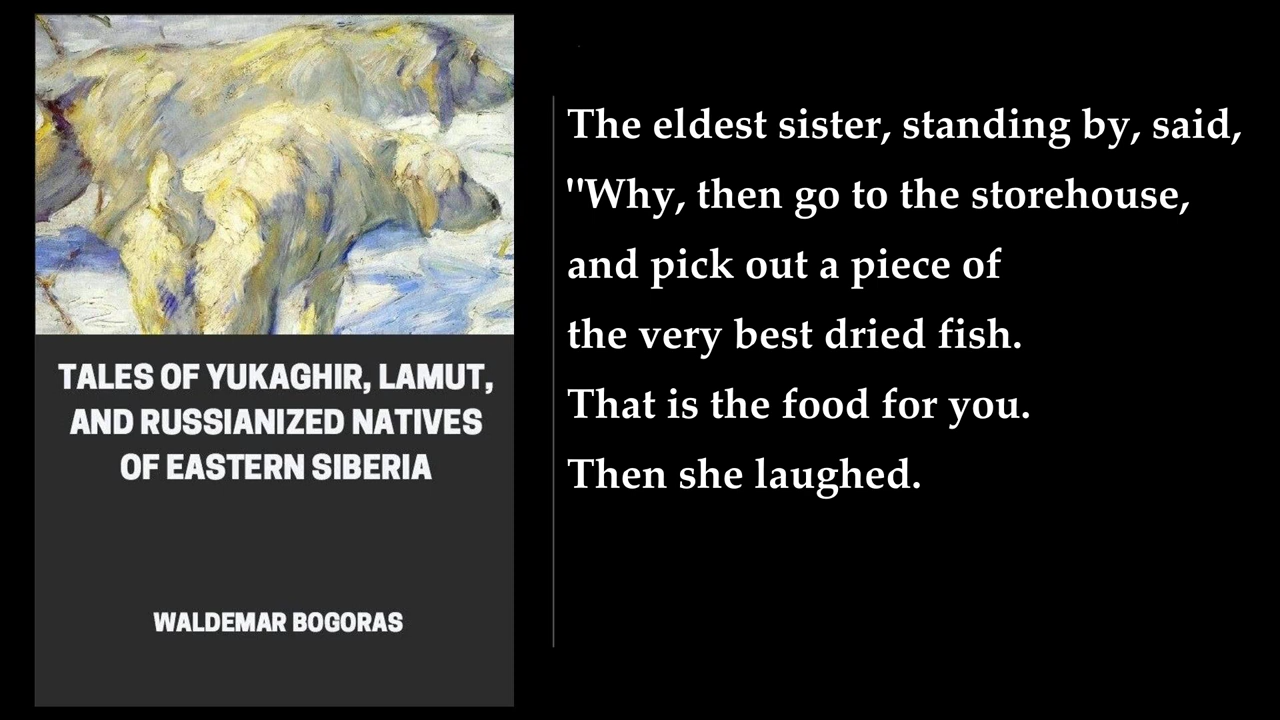 TALES OF YUKAGHIR, LAMUT,
AND RUSSIANIZED NATIVES
OF EASTERN SIBERIA
WALDEMAR BOGORAS
The eldest sister, standing by, said,
"Why, then go to the storehouse,
and pick out a piece of
the very best dried fish.
That is the food for you.
Then she laughed.